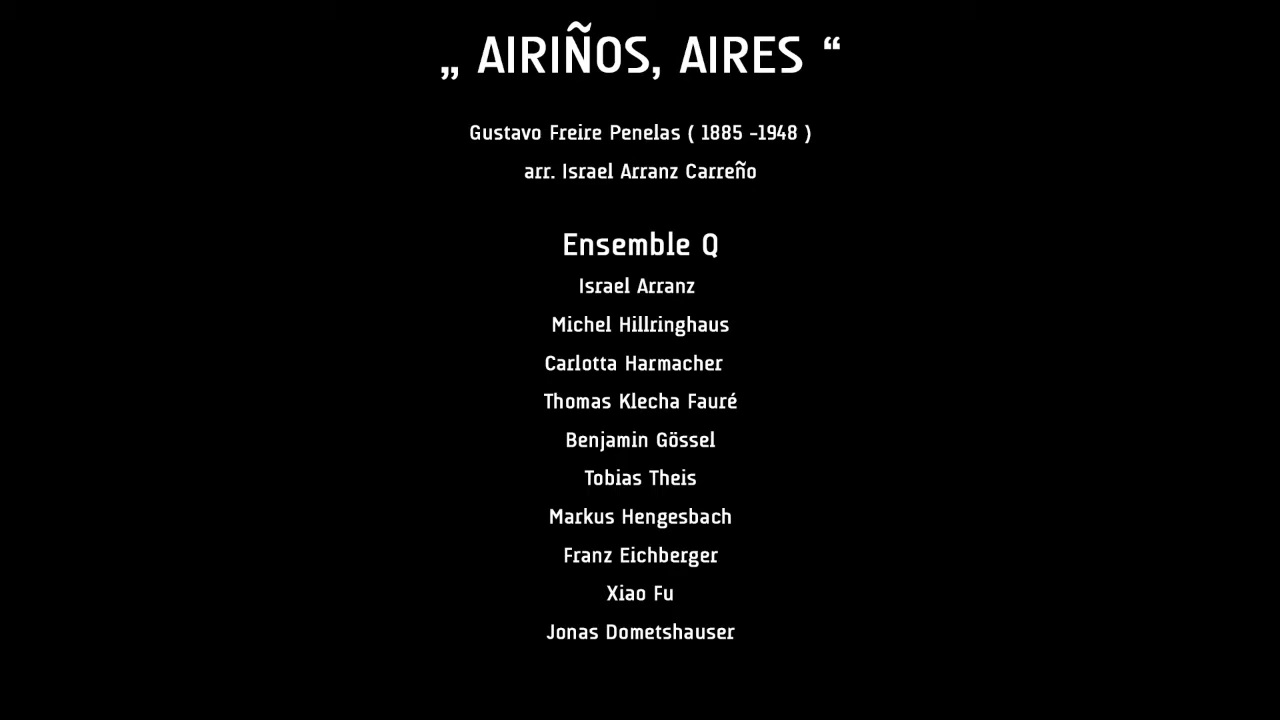 „ AIRIÑOS, AIRES “
Gustavo Freire Penelas ( 1885 -1948 )
arr. Israel Arranz Carreño
Ensemble Q
Israel Arranz
Michel Hillringhaus
Carlotta Harmacher
Thomas Klecha Fauré
Benjamin Gössel
Tobias Theis
Markus Hengesbach
Franz Eichberger
Xiao Fu
Jonas Dometshauser